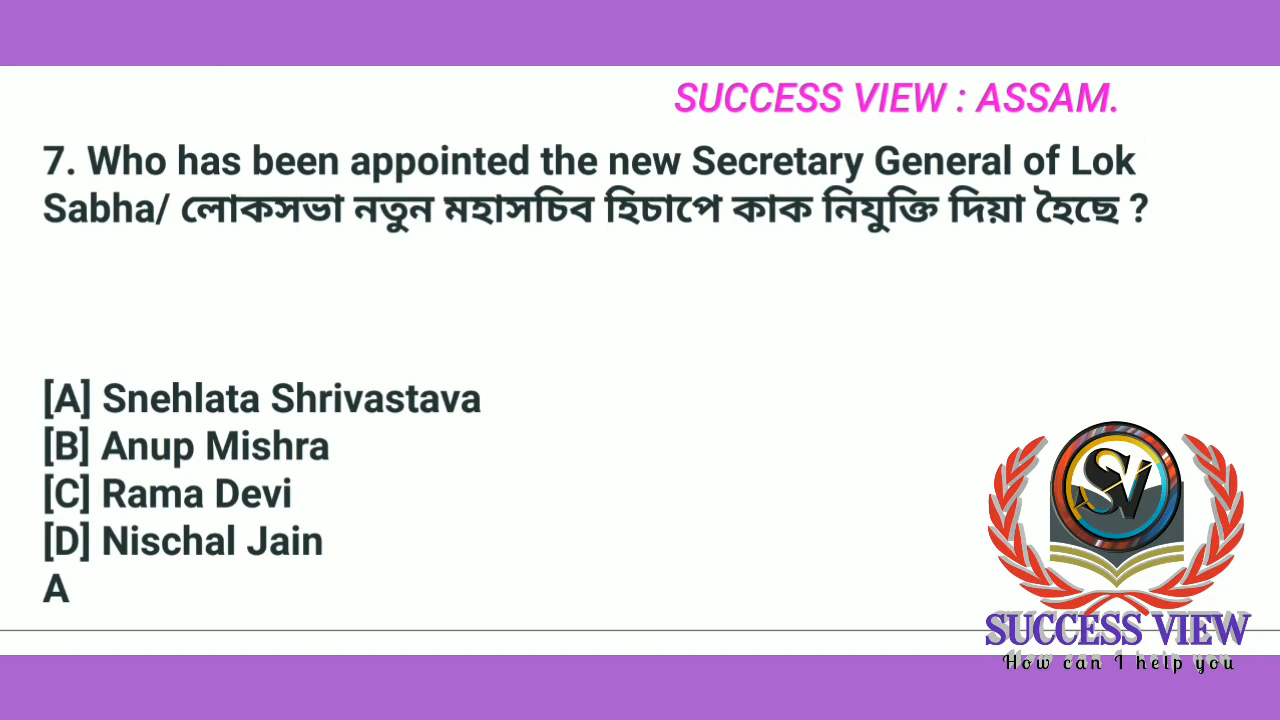 SUCCESS VIEW : ASSAM.
7. Who has been appointed the new Secretary General of Lok
Sabha/ লোকসভা নতুন মহাসচিব হিচাপে কাক নিযুক্তি দিয়া হৈছে ?
[A] Snehlata Shrivastava
[B] Anup Mishra
[C] Rama Devi
[D] Nischal Jain
A
SV
SUCCESS VIEW
How can I help you